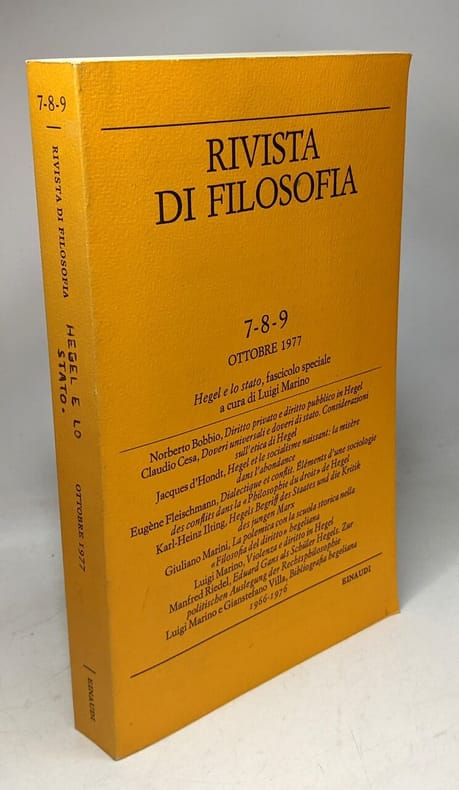 7-8-9
RIVISTA DI FILOSOFIA
HEGEL E LO
STATO.
OTTOBRE 1977
EINAUDI
RIVISTA
DI FILOSOFIA
7-8-9
OTTOBRE 1977
Hegel e lo stato, fascicolo speciale
a cura di Luigi Marino
Norberto Bobbio, Diritto privato e diritto pubblico in Hegel
Claudio Cesa, Doveri universali e doveri di stato. Considerazioni
sull'etica di Hegel
Jacques d'Hondt, Hegel et le socialisme naissant: la misère
dans l'abondance
Eugène Fleischmann, Dialectique et conflit. Éléments d'une sociologie
des conflits dans la «Philosophie du droit» de Hegel
Karl-Heinz Ilting, Hegels Begriff des Staates und die Kritik
des jungen Marx
Giuliano Marini, La polemica con la scuola storica nella
«Filosofia del diritto» hegeliana
Luigi Marino, Violenza e diritto in Hegel
Manfred Riedel, Eduard Gans als Schüler Hegels. Zur
politischen Auslegung der Rechtsphilosophie
Luigi Marino e Gianstefano Villa, Bibliografia hegeliana
1966-1976
EINAUDI